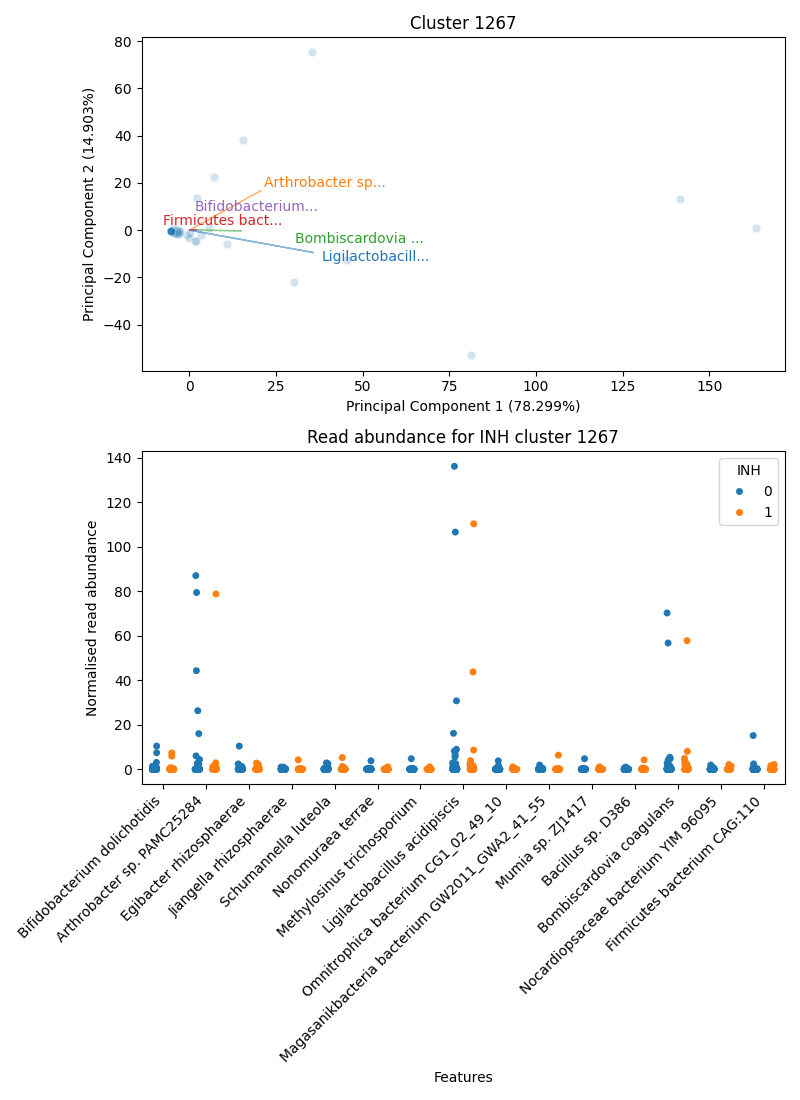 Cluster 1267
80
60
40
20
0
−20
−40
Principal Component 2 (14.903%)
Arthrobacter sp...
Bifidobacterium...
Firmicutes bact...
Bombiscardovia ...
Ligilactobacill...
0 25 50 75 100 125 150
Principal Component 1 (78.299%)
Read abundance for INH cluster 1267
140
120
100
80
60
40
20
0
Normalised read abundance
INH
0
1
Bifidobacterium dolichotidis
Arthrobacter sp. PAMC25284
Egibacter rhizosphaerae
Jiangella rhizosphaerae
Schumannella luteola
Nonomuraea terrae
Methylosinus trichosporium
Ligilactobacillus acidipiscis
Omnitrophica bacterium CG1_02_49_10
Magasanikbacteria bacterium GW2011_GWA2_41_55
Mumia sp. ZJ1417
Bacillus sp. D386
Bombiscardovia coagulans
Nocardiopsaceae bacterium YIM 96095
Firmicutes bacterium CAG:110
Features